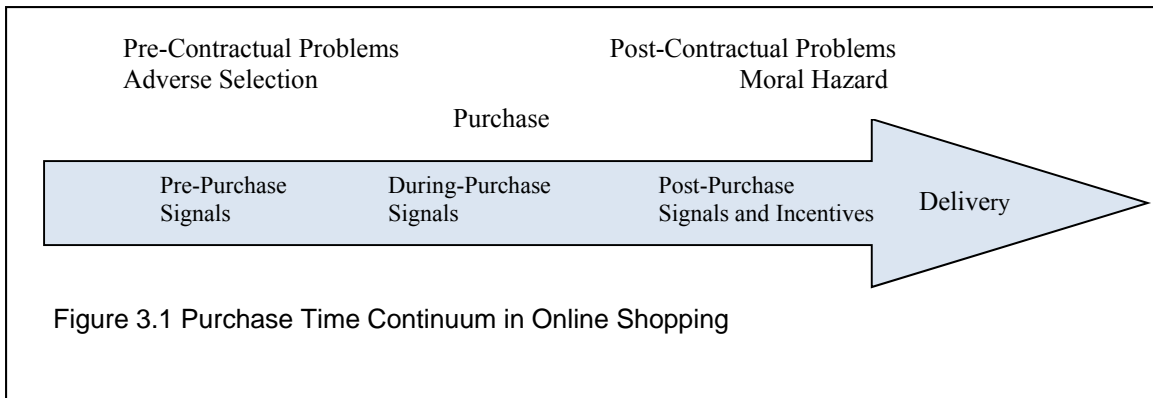 Pre-Contractual Problems
Adverse Selection
Post-Contractual Problems
Moral Hazard
Purchase
Pre-Purchase
Signals
During-Purchase
Signals
Post-Purchase
Signals and Incentives
Delivery
Figure 3.1 Purchase Time Continuum in Online Shopping